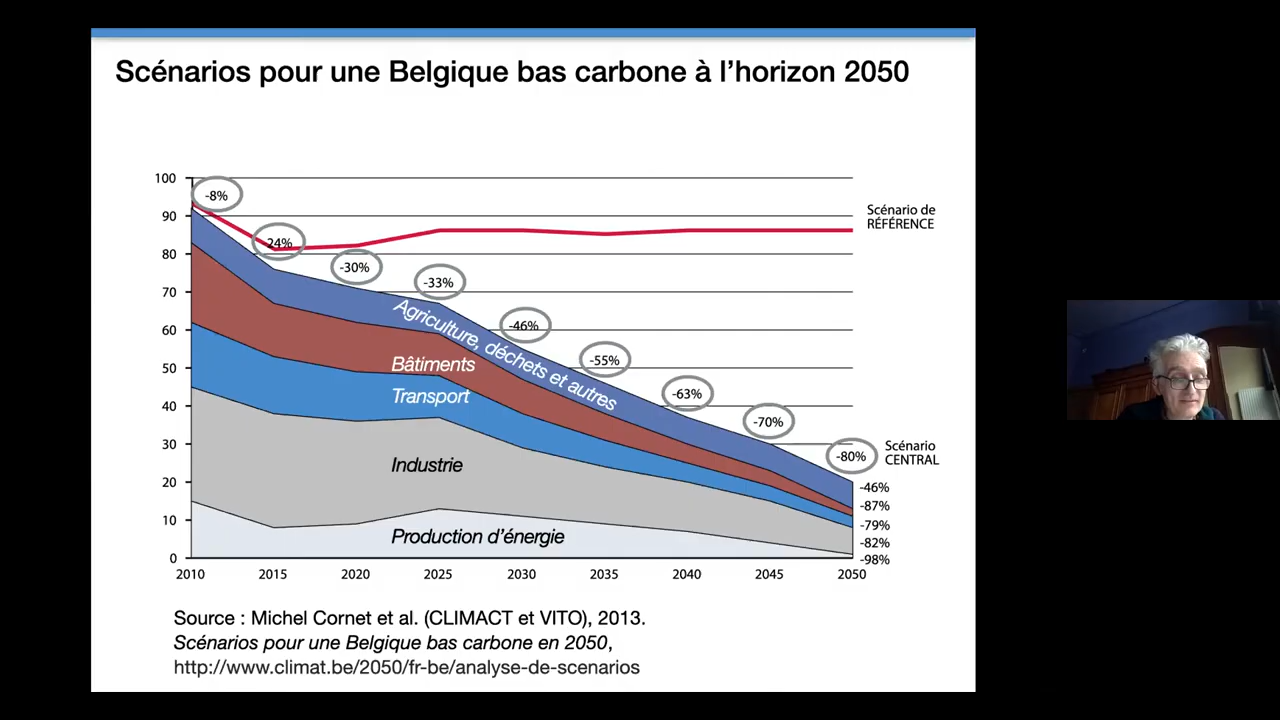 Scénarios pour une Belgique bas carbone à l’horizon 2050
100
90
80
70
60
50
40
30
20
10
0
-8%
-24%
-30%
-33%
-46%
-55%
-63%
-70%
-80%
Scénario de
RÉFÉRENCE
Agriculture, déchets et autres
Bâtiments
Transport
Industrie
Production d’énergie
Scénario
CENTRAL
-46%
-87%
-79%
-82%
-98%
2010 2015 2020 2025 2030 2035 2040 2045 2050
Source : Michel Cornet et al. (CLIMACT et VITO), 2013.
Scénarios pour une Belgique bas carbone en 2050,
http://www.climat.be/2050/fr-be/analyse-de-scenarios